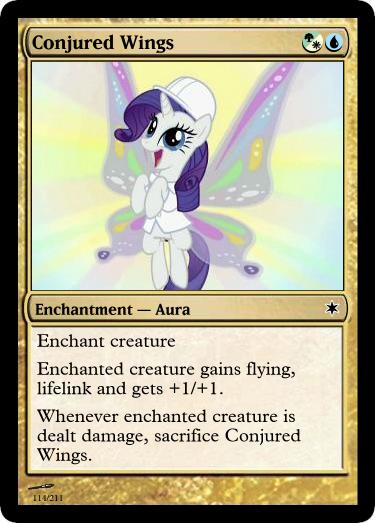 Conjured Wings
Enchantment — Aura
Enchant creature
Enchanted creature gains flying,
lifelink and gets +1/+1.
Whenever enchanted creature is
dealt damage, sacrifice Conjured
Wings.
114/211